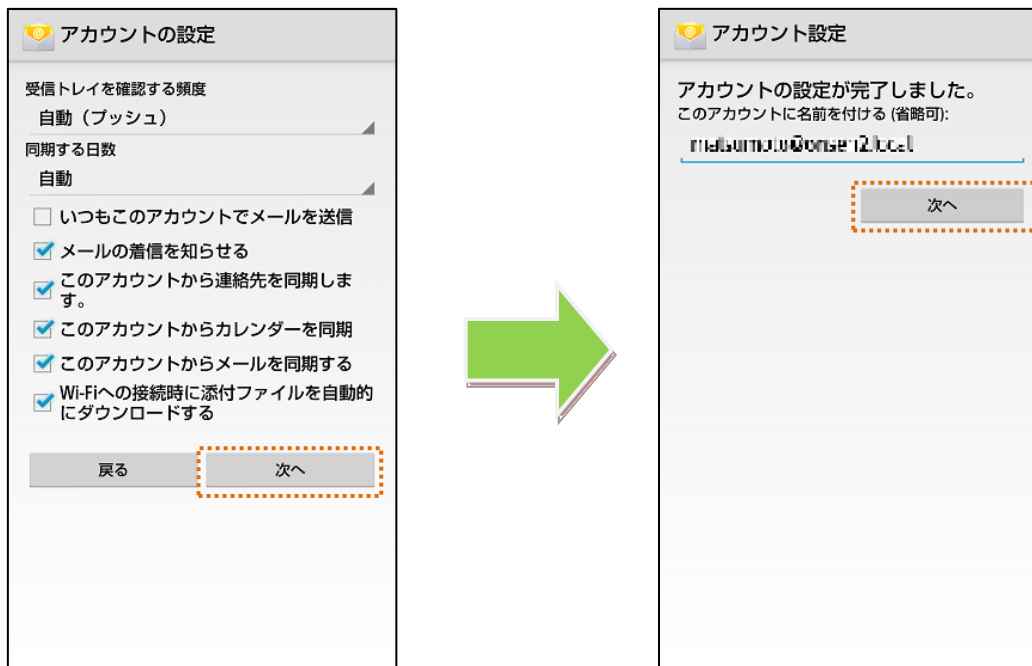 アカウントの設定
受信トレイを確認する頻度
自動（プッシュ）
同期する日数
自動
いつもこのアカウントでメールを送信
メールの着信を知らせる
このアカウントから連絡先を同期しま
す。
このアカウントからカレンダーを同期
このアカウントからメールを同期する
Wi-Fiへの接続時に添付ファイルを自動的
にダウンロードする
戻る
次へ
アカウント設定
アカウントの設定が完了しました。
このアカウントに名前を付ける (省略可):
次へ